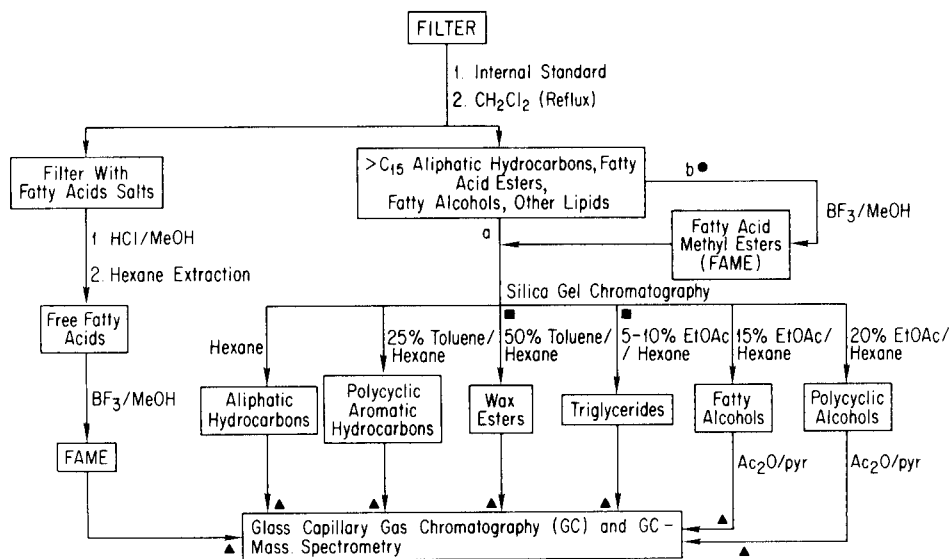 FILTER
1. Internal Standard
2. CH2Cl2 (Reflux)
Filter With
Fatty Acids Salts
>C15 Aliphatic Hydrocarbons, Fatty
Acid Esters,
Fatty Alcohols, Other Lipids
b
BF3/MeOH
a
Fatty Acid
Methyl Esters
(FAME)
1. HCl/MeOH
2. Hexane Extraction
Silica Gel Chromatography
Free Fatty
Acids
Hexane
25% Toluene/
Hexane
50% Toluene/
Hexane
5-10% EtOAc
/ Hexane
15% EtOAc/
Hexane
20% EtOAc/
Hexane
BF3/MeOH
Aliphatic
Hydrocarbons
Polycyclic
Aromatic
Hydrocarbons
Wax
Esters
Triglycerides
Fatty
Alcohols
Polycyclic
Alcohols
FAME
Ac2O/pyr
Ac2O/pyr
Glass Capillary Gas Chromatography (GC) and GC-
Mass. Spectrometry